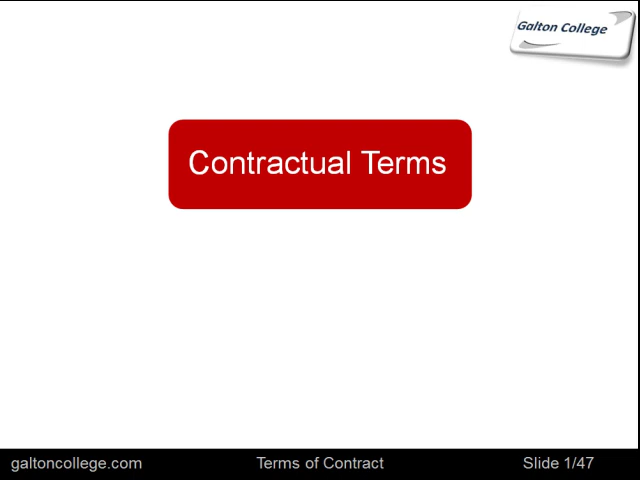 Galton College
Contractual Terms
galtoncollege.com
Terms of Contract
Slide 1/47